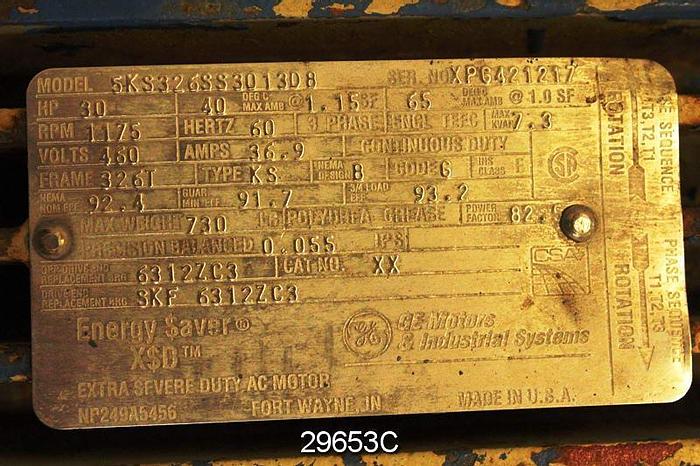 MODEL 5KS326SS3013D8 SER. NO XPG421217
HP 30 40 DEG C MAX AMB @ 1.15 SF 65 DEG C MAX AMB @ 1.0 SF
RPM 1175 HERTZ 60 3 PHASE ENCL TEFC MAX KVAR 7.3
VOLTS 460 AMPS 36.9 CONTINUOUS DUTY
FRAME 326T TYPE KS NEMA DESIGN B CODE G INS CLASS F
NEMA NOM EFF 92.4 GUAR MIN EFF 91.7 3/4 LOAD EFF 93.2
MAX WEIGHT 730 POLYUREA GREASE POWER FACTOR 82.
PRECISION BALANCED 0.055 IPS
OPP DRIVE END REPLACEMENT BRG 6312ZC3 CAT NO. XX
DRIVE END REPLACEMENT BRG SKF 6312ZC3
CSA
Energy $aver®
X$D™
GE Motors
& Industrial Systems
EXTRA SEVERE DUTY AC MOTOR
NP249A5456 FORT WAYNE, IN MADE IN U.S.A.
PHASE SEQUENCE
T3,T2,T1
ROTATION
ROTATION
T1,T2,T3
PHASE SEQUENCE
29653C